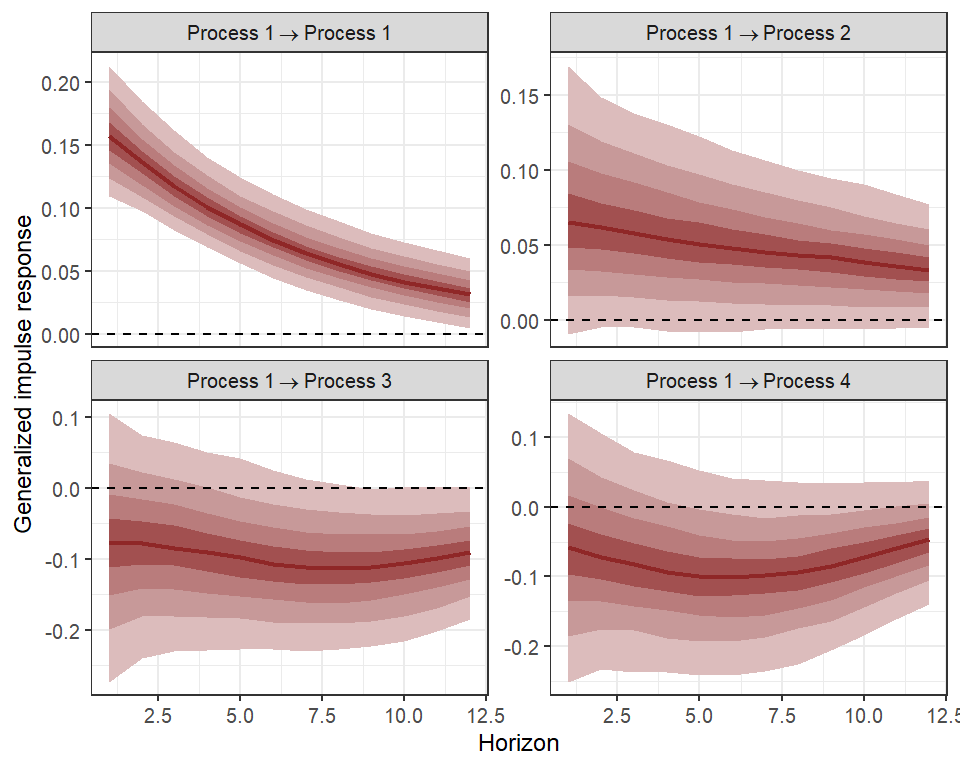 Process 1 → Process 1
Process 1 → Process 2
0.20
0.15
0.10
0.05
0.00
0.15
0.10
0.05
0.00
Generalized impulse response
Process 1 → Process 3
Process 1 → Process 4
0.1
0.0
-0.1
-0.2
0.1
0.0
-0.1
-0.2
2.5 5.0 7.5 10.0 12.5
2.5 5.0 7.5 10.0 12.5
Horizon